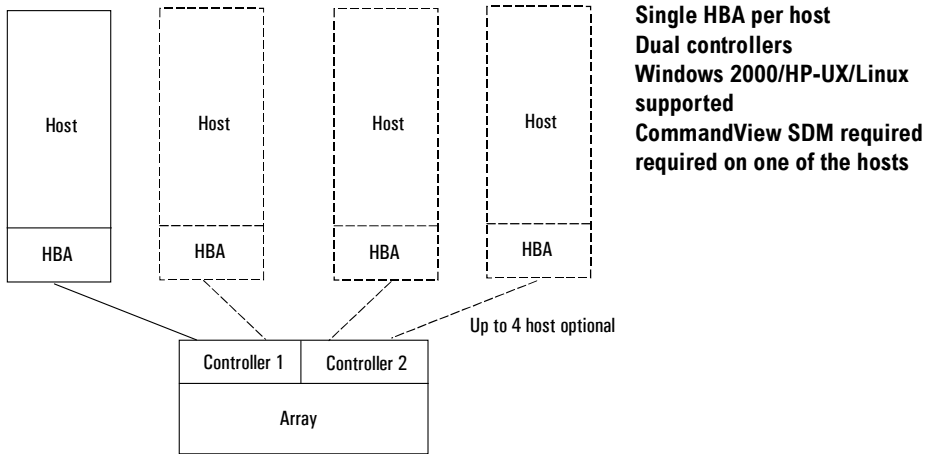 Single HBA per host
Dual controllers
Windows 2000/HP-UX/Linux
supported
CommandView SDM required
required on one of the hosts
Host
Host
Host
Host
HBA
HBA
HBA
HBA
Up to 4 host optional
Controller 1
Controller 2
Array